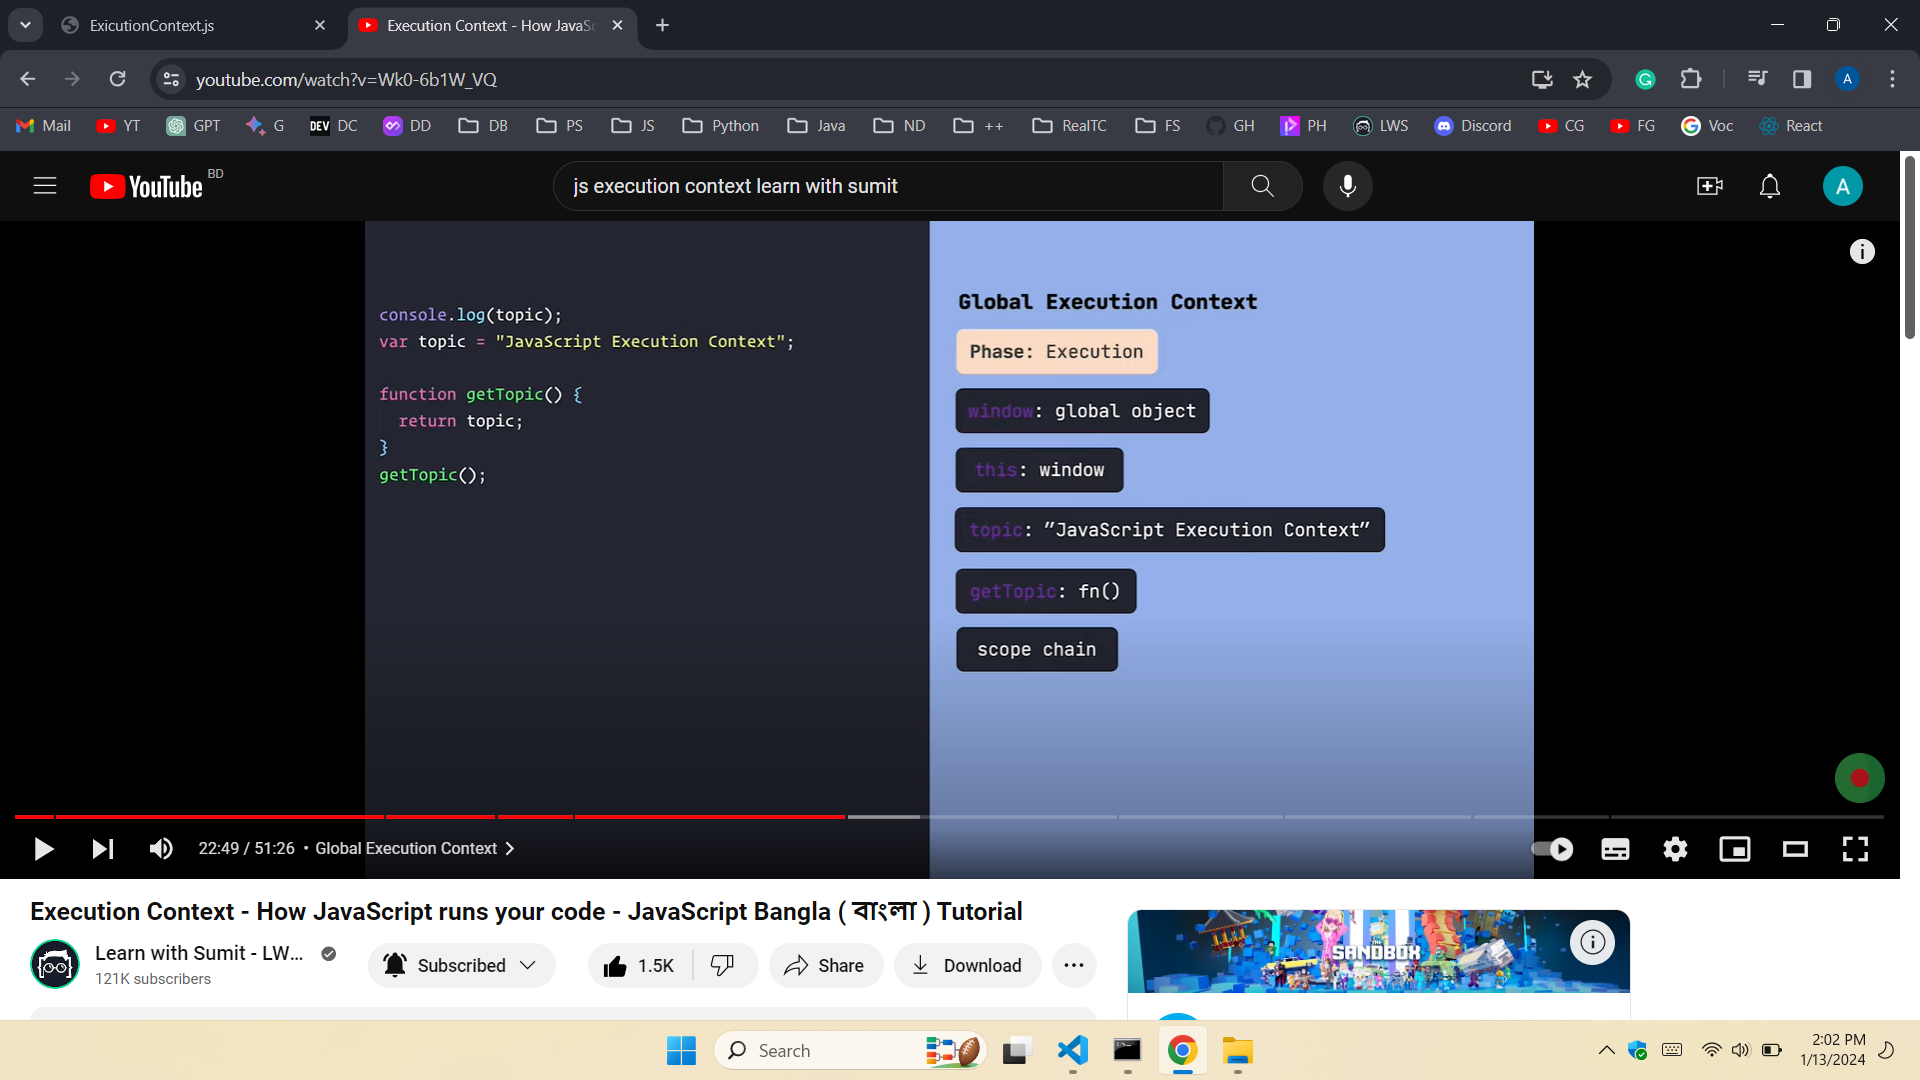 ExicutionContext.js
Execution Context - How JavaSc
youtube.com/watch?v=Wk0-6b1W_VQ
A
Mail YT GPT G DEV DC DD DB PS JS Python Java ND ++ RealTC FS GH PH LWS Discord CG FG Voc React
YouTube BD
js execution context learn with sumit
A
console.log(topic);
var topic = "JavaScript Execution Context";
function getTopic() {
return topic;
}
getTopic();
Global Execution Context
Phase: Execution
window: global object
this: window
topic: ”JavaScript Execution Context”
getTopic: fn()
scope chain
22:49 / 51:26 • Global Execution Context
Execution Context - How JavaScript runs your code - JavaScript Bangla ( বাংলা ) Tutorial
Learn with Sumit - LW...
121K subscribers
Subscribed
1.5K
Share
Download
THE
SANDBOX
Search
2:02 PM
1/13/2024